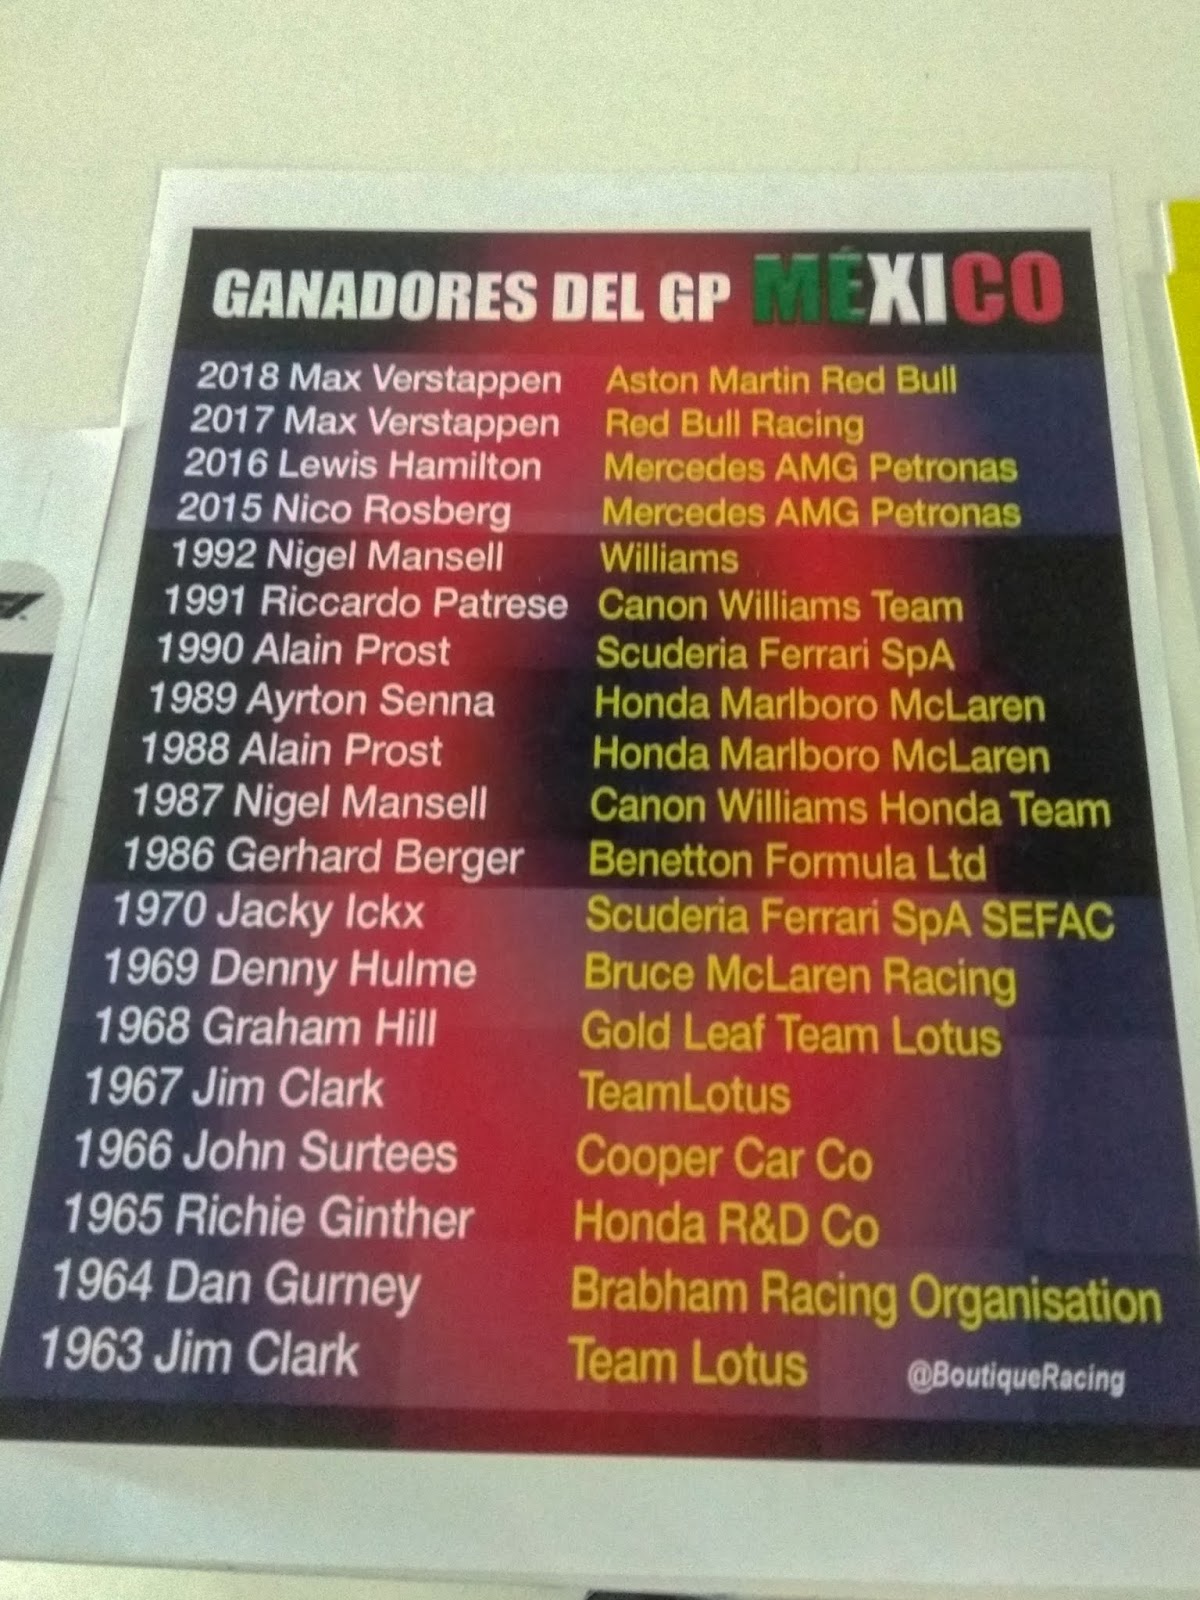 GANADORES DEL GP MÉXICO
2018 Max Verstappen Aston Martin Red Bull
2017 Max Verstappen Red Bull Racing
2016 Lewis Hamilton Mercedes AMG Petronas
2015 Nico Rosberg Mercedes AMG Petronas
1992 Nigel Mansell Williams
1991 Riccardo Patrese Canon Williams Team
1990 Alain Prost Scuderia Ferrari SpA
1989 Ayrton Senna Honda Marlboro McLaren
1988 Alain Prost Honda Marlboro McLaren
1987 Nigel Mansell Canon Williams Honda Team
1986 Gerhard Berger Benetton Formula Ltd
1970 Jacky Ickx Scuderia Ferrari SpA SEFAC
1969 Denny Hulme Bruce McLaren Racing
1968 Graham Hill Gold Leaf Team Lotus
1967 Jim Clark TeamLotus
1966 John Surtees Cooper Car Co
1965 Richie Ginther Honda R&D Co
1964 Dan Gurney Brabham Racing Organisation
1963 Jim Clark Team Lotus
@BoutiqueRacing